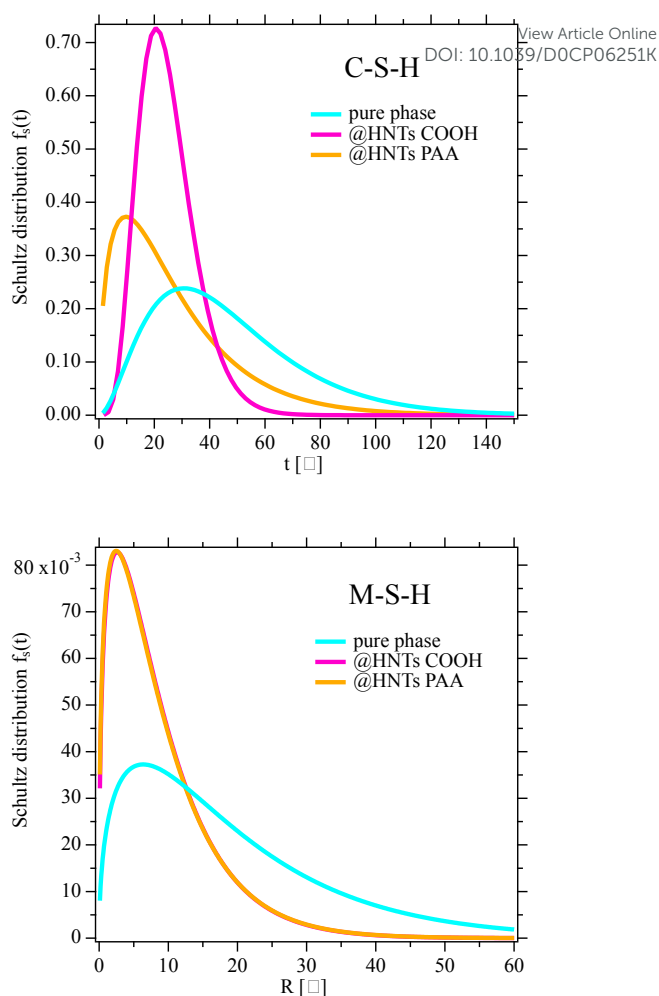 View Article Online
DOI: 10.1039/D0CP06251K
0.70
0.60
0.50
0.40
0.30
0.20
0.10
0.00
Schultz distribution fs(t)
C-S-H
pure phase
@HNTs COOH
@HNTs PAA
0 20 40 60 80 100 120 140
t [□]
80 x10-3
70
60
50
40
30
20
10
0
Schultz distribution fs(t)
M-S-H
pure phase
@HNTs COOH
@HNTs PAA
0 10 20 30 40 50 60
R [□]